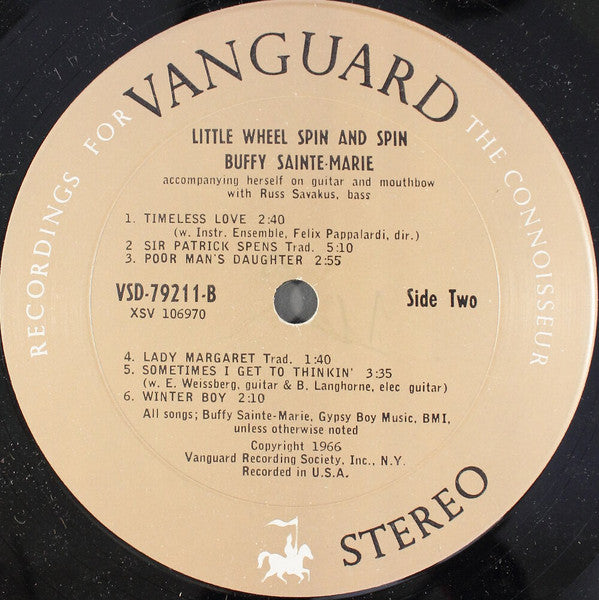 RECORDINGS FOR VANGUARD THE CONNOISSEUR
LITTLE WHEEL SPIN AND SPIN
BUFFY SAINTE-MARIE
accompanying herself on guitar and mouthbow
with Russ Savakus, bass
1. TIMELESS LOVE 2:40
(w. Instr. Ensemble, Felix Pappalardi, dir.)
2 SIR PATRICK SPENS Trad. 5:10
3. POOR MAN'S DAUGHTER 2:55
VSD-79211-B Side Two
XSV 106970
4. LADY MARGARET Trad. 1:40
5. SOMETIMES I GET TO THINKIN' 3:35
(w. E. Weissberg, guitar & B. Langhorne, elec guitar)
6. WINTER BOY 2:10
All songs; Buffy Sainte-Marie, Gypsy Boy Music, BMI,
unless otherwise noted
Copyright 1966
Vanguard Recording Society, Inc., N.Y.
Recorded in U.S.A.
STEREO